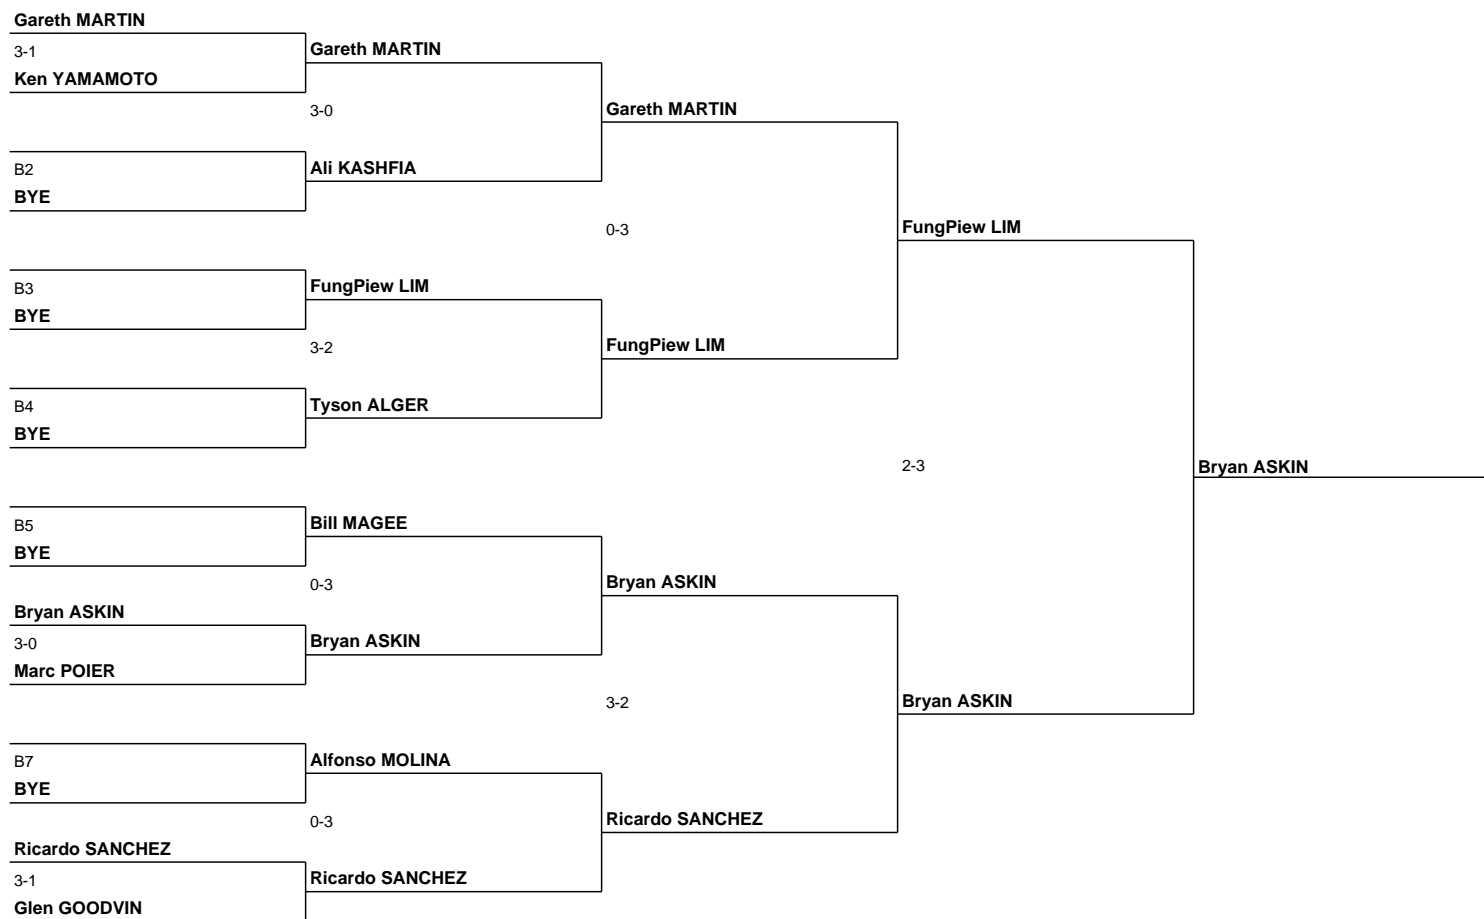 Gareth MARTIN
3-1
Ken YAMAMOTO
B2
BYE
B3
BYE
B4
BYE
B5
BYE
Bryan ASKIN
3-0
Marc POIER
B7
BYE
Ricardo SANCHEZ
3-1
Glen GOODVIN
Gareth MARTIN
3-0
Ali KASHFIA
FungPiew LIM
3-2
Tyson ALGER
Bill MAGEE
0-3
Bryan ASKIN
Alfonso MOLINA
0-3
Ricardo SANCHEZ
Gareth MARTIN
0-3
FungPiew LIM
Bryan ASKIN
3-2
Ricardo SANCHEZ
FungPiew LIM
2-3
Bryan ASKIN
Bryan ASKIN